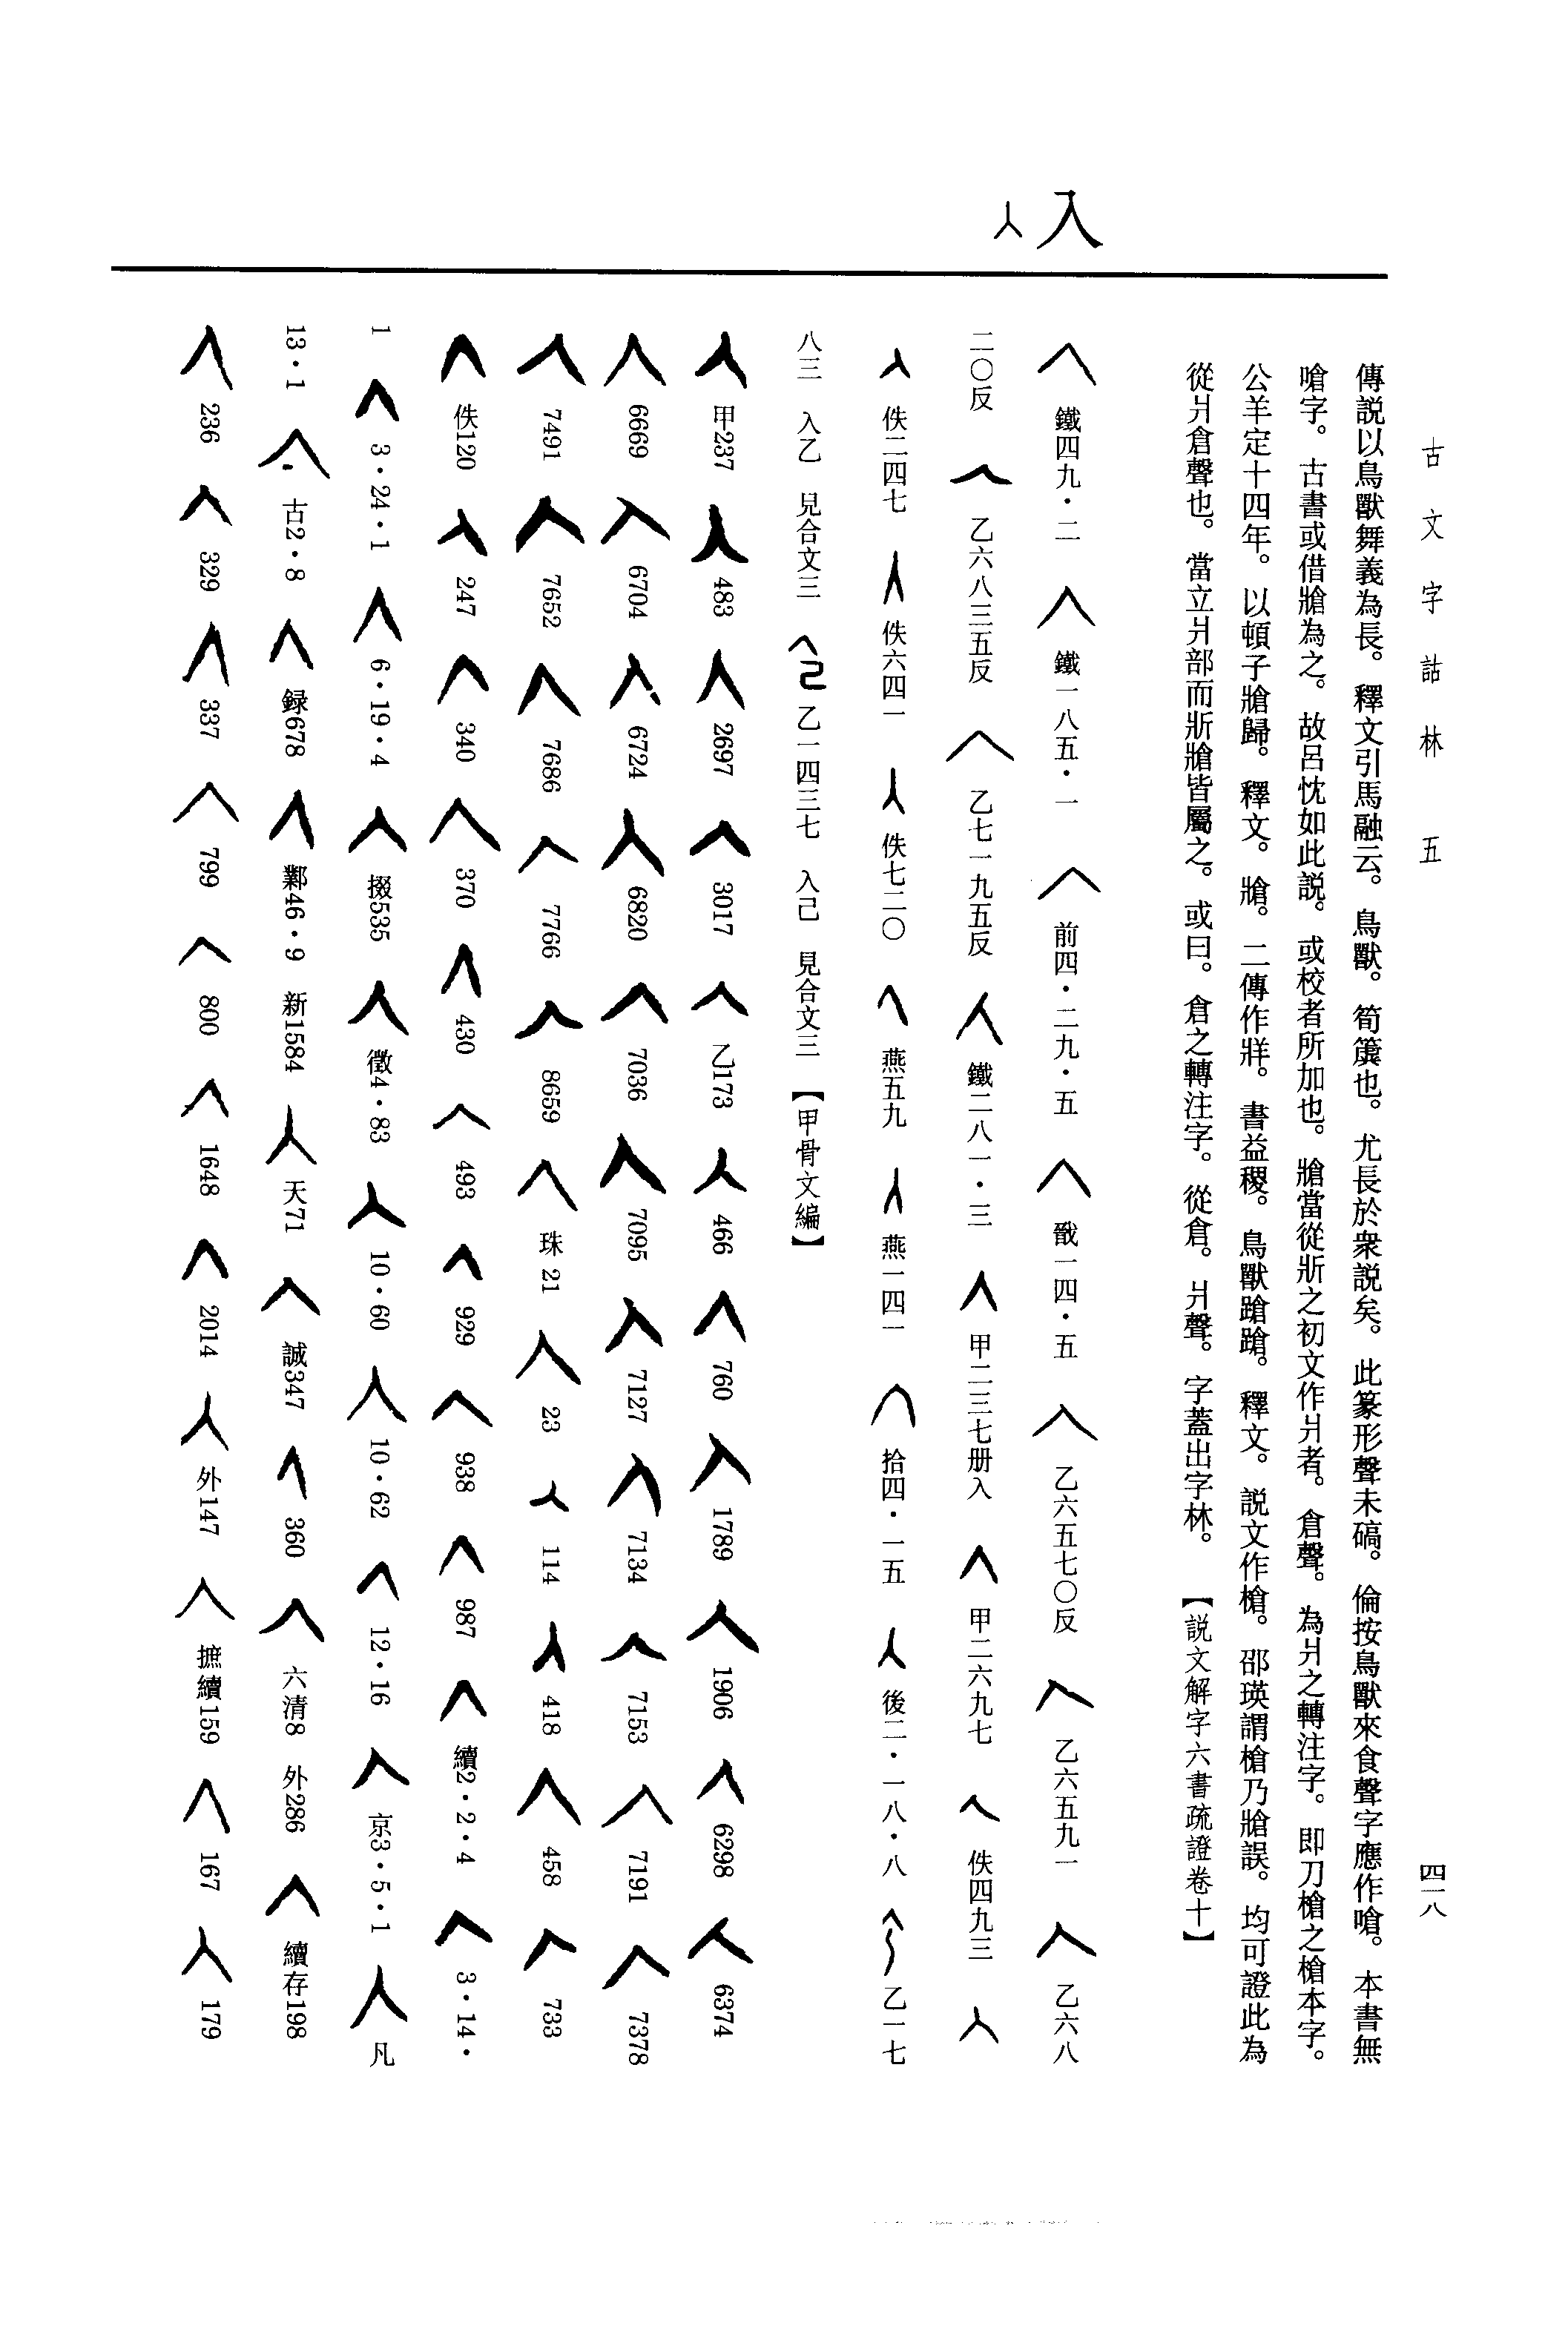 古文字詁林 五
四一八
入
傳説以鳥獸舞義為長。釋文引馬融云。鳥獸。筍簴也。尤長於衆説矣。此篆形聲未碻。倫按鳥獸來食聲字應作嗆。本書無
嗆字。古書或借牄為之。故呂忱如此説。或校者所加也。牄當從斨之初文作爿者。倉聲。為爿之轉注字。即刀槍之槍本字。
公羊定十四年。以頓子牄歸。釋文。牄。二傳作牂。書益稷。鳥獸蹌蹌。釋文。説文作槍。邵瑛謂槍乃牄誤。均可證此為
從爿倉聲也。當立爿部而斨牄皆屬之。或曰。倉之轉注字。從倉。爿聲。字蓋出字林。【説文解字六書疏證卷十】
鐵四九·二 鐵一八五·一 前四·二九·五 戩一四·五 乙六五七〇反 乙六五九一 乙六八
二〇反 乙六八三五反 乙七一九五反 鐵二八一·三 甲二三七册入 甲二六九七 佚四九三
佚二四七 佚六四一 佚七二〇 燕五九 燕一四一 拾四·一五 後二·一八·八 乙一七
八三 入乙 見合文三 乙一四三七 入己 見合文三 【甲骨文編】
甲237 483 2697 3017 乙173 466 760 1789 1906 6298 6374
6669 6704 6724 6820 7036 7095 7127 7134 7153 7191 7378
7491 7652 7686 7766 8659 珠21 23 114 418 458 733
佚120 247 340 370 430 493 929 938 987 續2·2·4 3·14·
1 3·24·1 6·19·4 掇535 徵4·83 10·60 10·62 12·16 京3·5·1 凡
13·1 古2·8 録678 鄴46·9 新1584 天71 誠347 360 六清8 外286 續存198
236 329 337 799 800 1648 2014 外147 摭續159 167 179